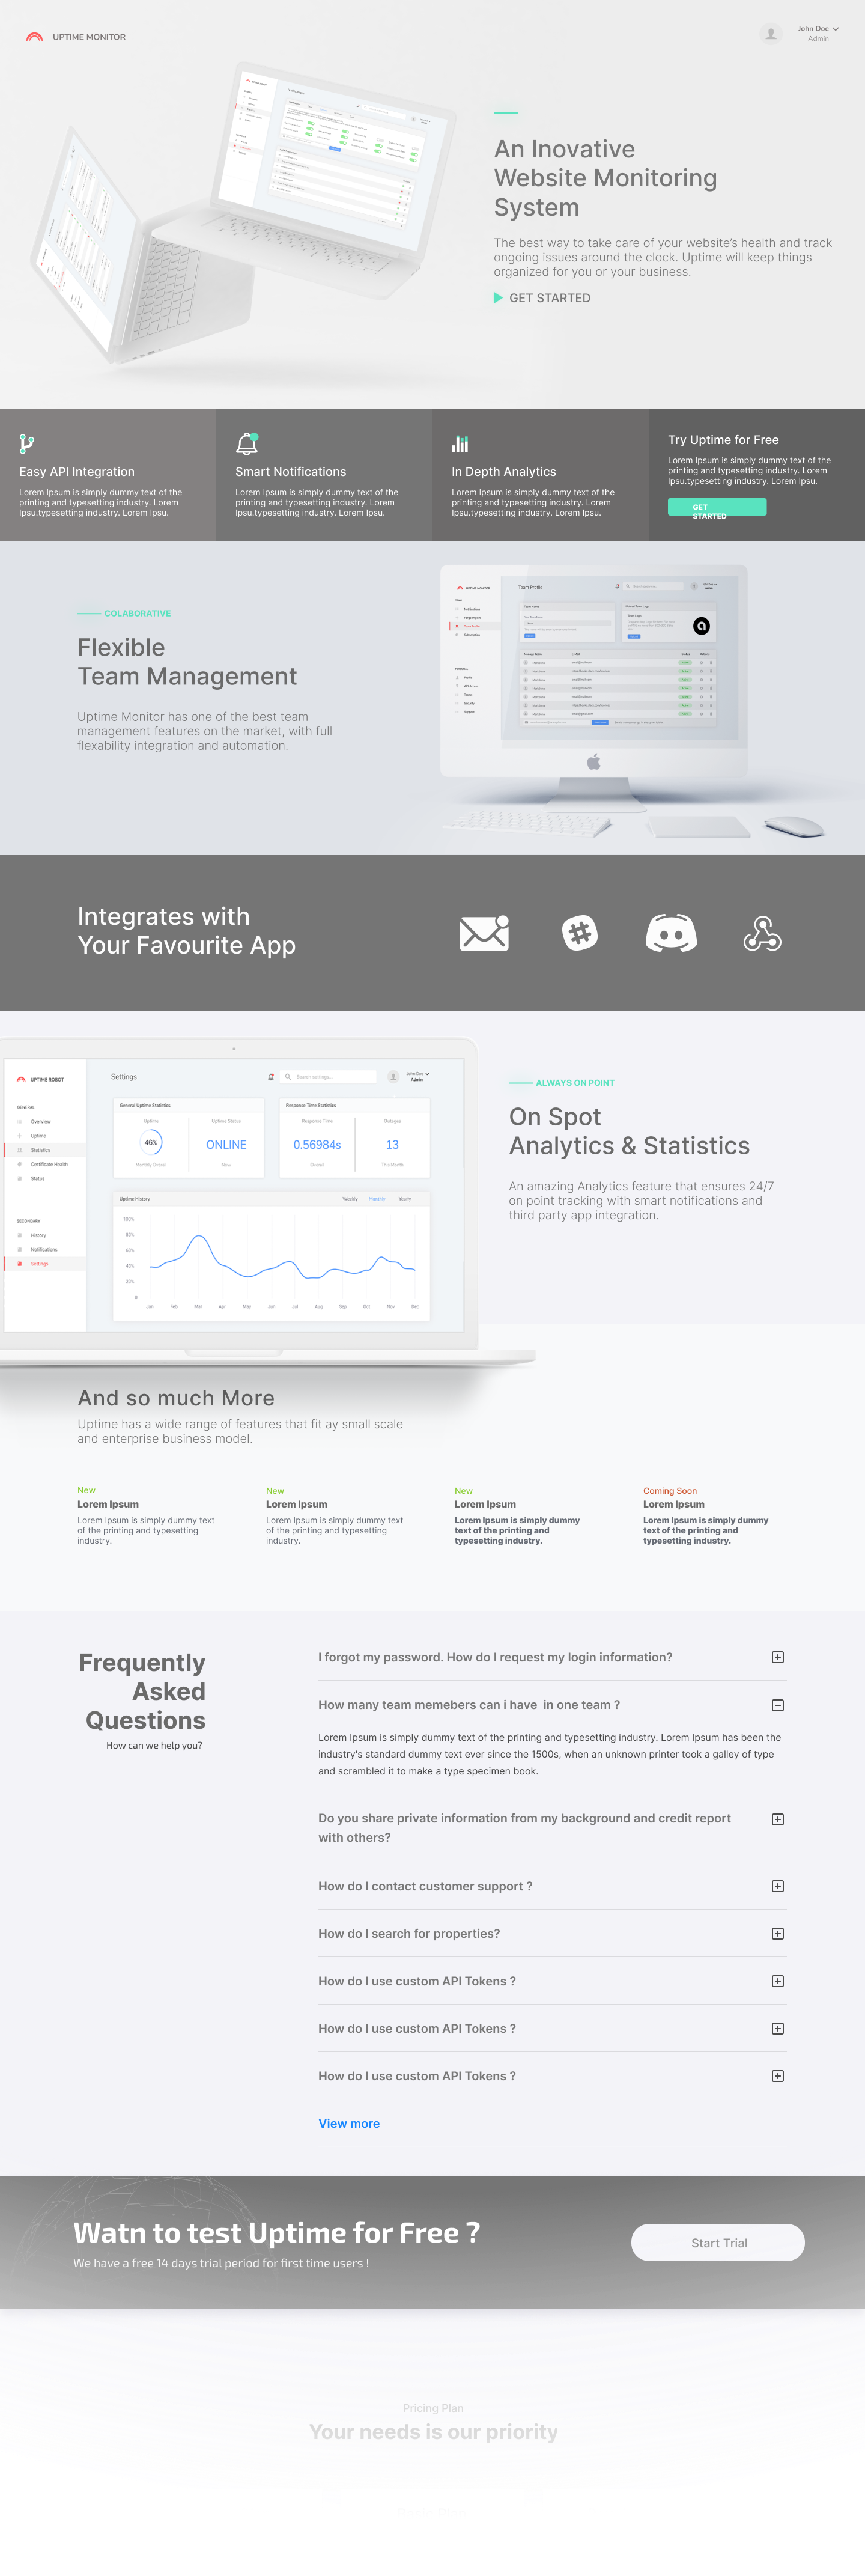 UPTIME MONITOR
John Doe
Admin
An Inovative
Website Monitoring
System
The best way to take care of your website's health and track
ongoing issues around the clock. Uptime will keep things
organized for you or your business.
GET STARTED
Easy API Integration
Lorem Ipsum is simply dummy text of the
printing and typesetting industry. Lorem
Ipsu.typesetting industry. Lorem Ipsu.
Smart Notifications
Lorem Ipsum is simply dummy text of the
printing and typesetting industry. Lorem
Ipsu.typesetting industry. Lorem Ipsu.
In Depth Analytics
Lorem Ipsum is simply dummy text of the
printing and typesetting industry. Lorem
Ipsu.typesetting industry. Lorem Ipsu.
Try Uptime for Free
Lorem Ipsum is simply dummy text of the
printing and typesetting industry. Lorem
Ipsu.typesetting industry. Lorem Ipsu.
GET
STARTED
COLABORATIVE
Flexible
Team Management
Uptime Monitor has one of the best team
management features on the market, with full
flexability integration and automation.
UPTIME MONITOR
Team Profile
John Doe
Admin
Notifications
Team Profile
Subscription
PERSONAL
Profile
API Access
Teams
Security
Support
Integrates with
Your Favourite App
UPTIME ROBOT
Settings
Search settings...
John Doe
Admin
GENERAL
Overview
Uptime
Statistics
Certificate Health
Status
SECONDARY
History
Notifications
Settings
General Uptime Statistics
Uptime
46%
Monthly Overall
Uptime Status
ONLINE
Now
Response Time Statistics
Response Time
0.56984s
Overall
Outages
13
This Month
Uptime History
Weekly
Monthly
Yearly
100%
80%
60%
40%
20%
0
Jan Feb Mar Apr May Jun Jul Aug Sep Oct Nov Dec
ALWAYS ON POINT
On Spot
Analytics & Statistics
An amazing Analytics feature that ensures 24/7
on point tracking with smart notifications and
third party app integration.
And so much More
Uptime has a wide range of features that fit ay small scale
and enterprise business model.
New
Lorem Ipsum
Lorem Ipsum is simply dummy text
of the printing and typesetting
industry.
New
Lorem Ipsum
Lorem Ipsum is simply dummy text
of the printing and typesetting
industry.
New
Lorem Ipsum
Lorem Ipsum is simply dummy
text of the printing and
typesetting industry.
Coming Soon
Lorem Ipsum
Lorem Ipsum is simply dummy
text of the printing and
typesetting industry.
Frequently
Asked
Questions
How can we help you?
I forgot my password. How do I request my login information?
How many team memebers can i have in one team ?
Lorem Ipsum is simply dummy text of the printing and typesetting industry. Lorem Ipsum has been the
industry's standard dummy text ever since the 1500s, when an unknown printer took a galley of type
and scrambled it to make a type specimen book.
Do you share private information from my background and credit report
with others?
How do I contact customer support ?
How do I search for properties?
How do I use custom API Tokens ?
How do I use custom API Tokens ?
How do I use custom API Tokens ?
View more
Watn to test Uptime for Free ?
We have a free 14 days trial period for first time users !
Start Trial
Pricing Plan
Your needs is our priority